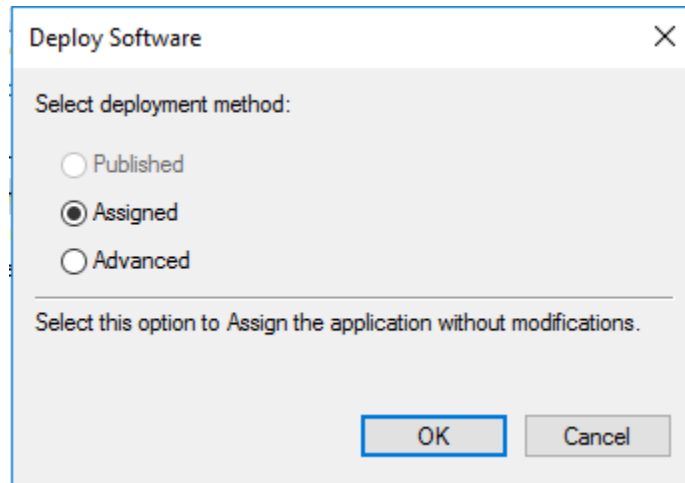 Deploy Software
Select deployment method:
Published
Assigned
Advanced
Select this option to Assign the application without modifications.
OK
Cancel